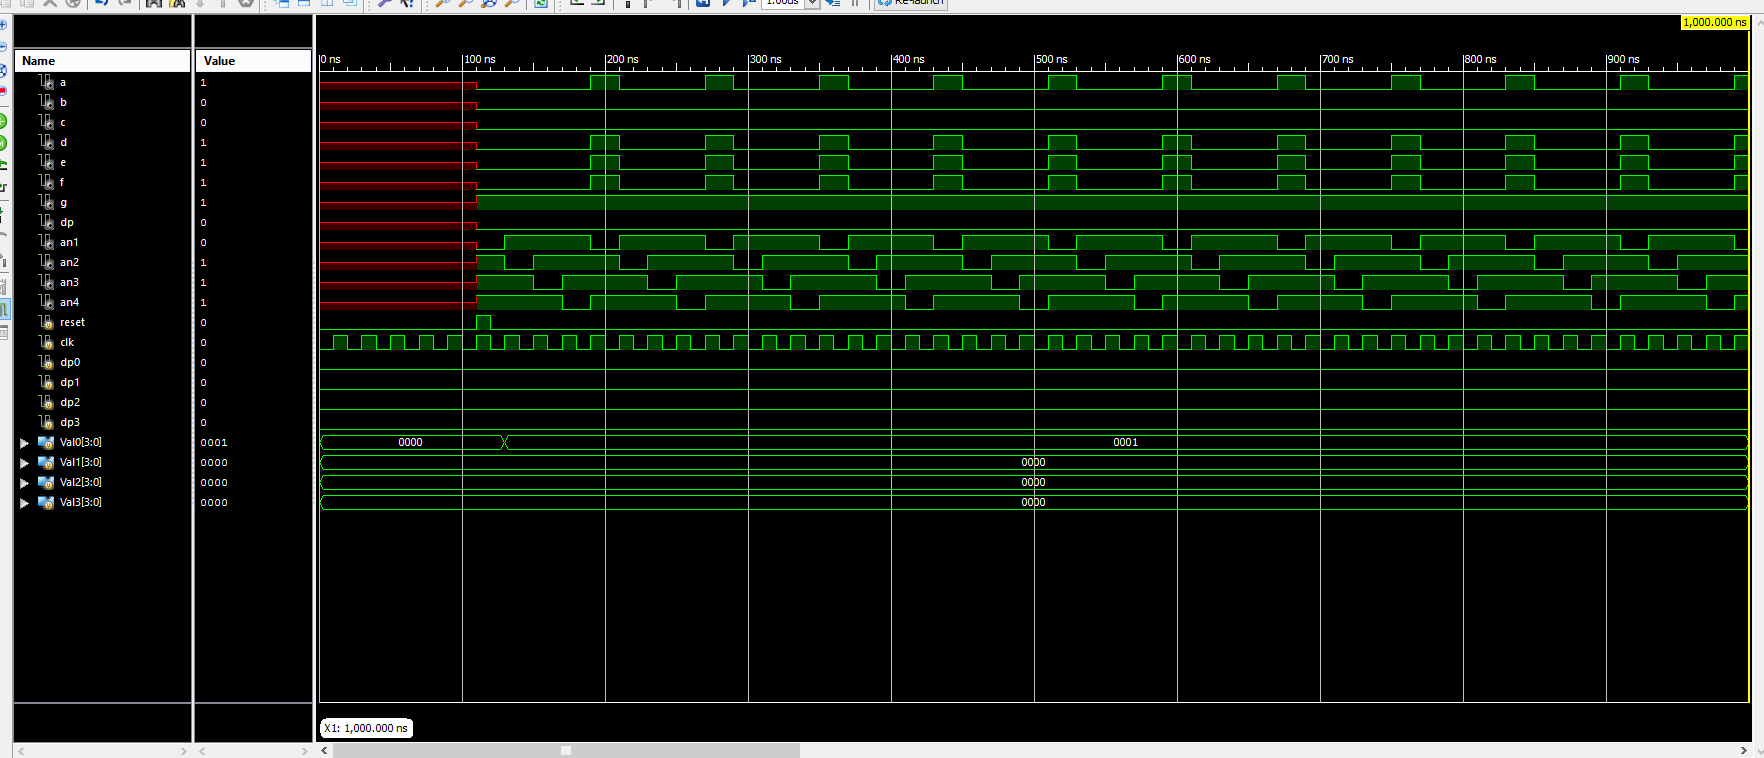 1.00us
Re-launch
1,000.000 ns
Name Value
0 ns 100 ns 200 ns 300 ns 400 ns 500 ns 600 ns 700 ns 800 ns 900 ns
a 1
b 0
c 0
d 1
e 1
f 1
g 1
dp 0
an1 0
an2 1
an3 1
an4 1
reset 0
clk 0
dp0 0
dp1 0
dp2 0
dp3 0
Val0[3:0] 0001 0000 0001
Val1[3:0] 0000 0000
Val2[3:0] 0000 0000
Val3[3:0] 0000 0000
X1: 1,000.000 ns